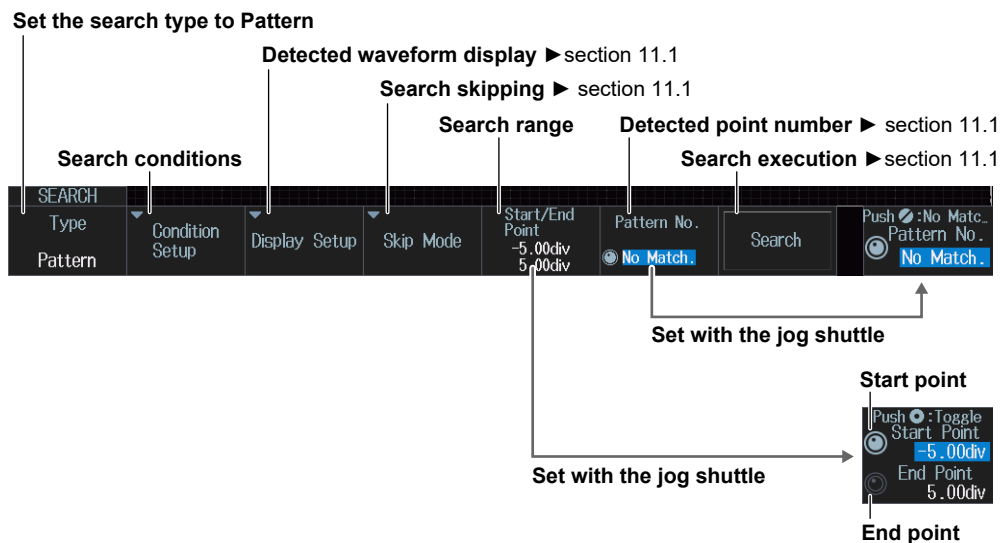 Set the search type to Pattern
Detected waveform display ►section 11.1
Search skipping ► section 11.1
Search range
Detected point number ► section 11.1
Search conditions
Search execution ►section 11.1
SEARCH
Type
Pattern
Condition
Setup
Display Setup
Skip Mode
Start/End
Point
-5.00div
5.00div
Pattern No.
No Match.
Search
Push :No Matc…
Pattern No.
No Match.
Set with the jog shuttle
Start point
Push :Toggle
Start Point
-5.00div
End Point
5.00div
Set with the jog shuttle
End point